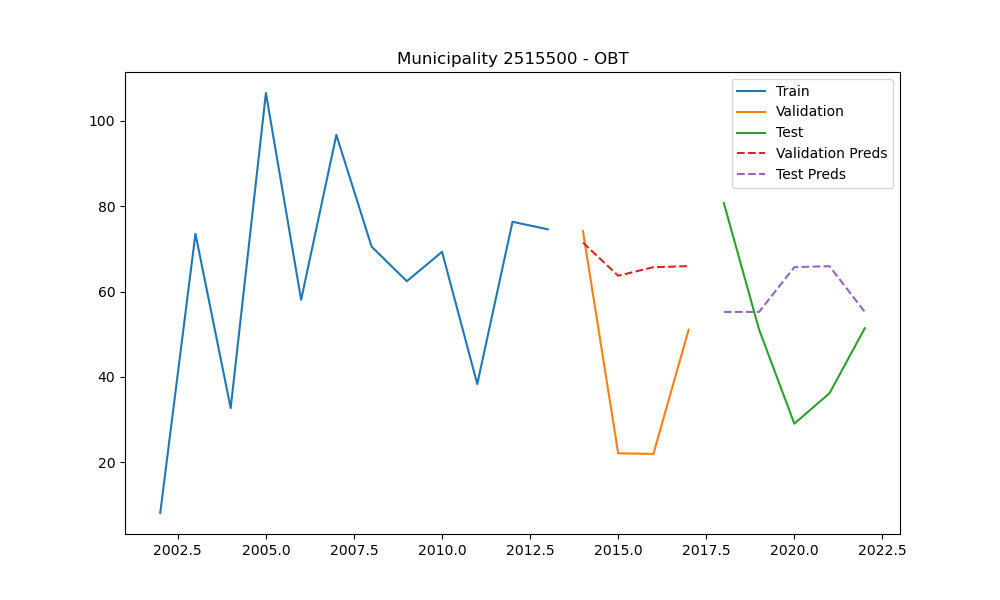 Municipality 2515500 - OBT
Train
Validation
Test
Validation Preds
Test Preds
100
80
60
40
20
2002.5 2005.0 2007.5 2010.0 2012.5 2015.0 2017.5 2020.0 2022.5